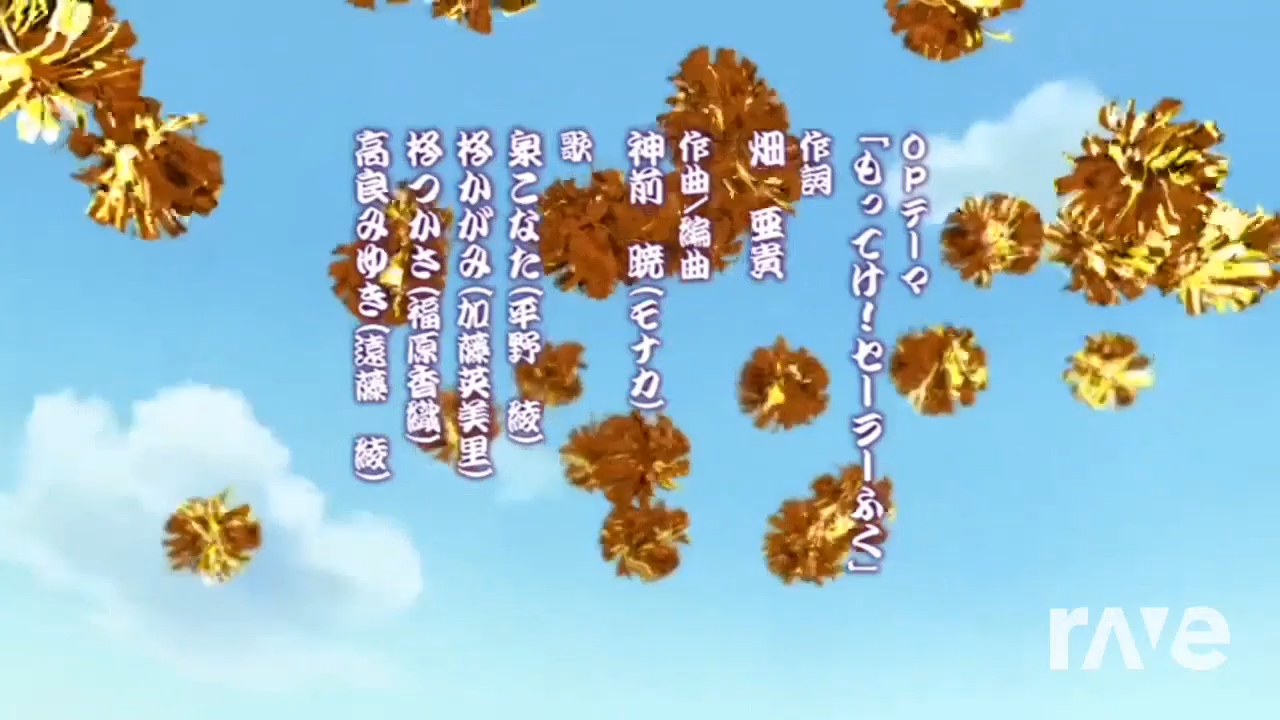 OPテーマ
「もってけ!セーラーふく」
作詞
畑 亜貴
作曲/編曲
神前 暁(モナカ)
歌
泉こなた(平野 綾)
柊かがみ(加藤英美里)
柊つかさ(福原香織)
高良みゆき(遠藤 綾)
rave